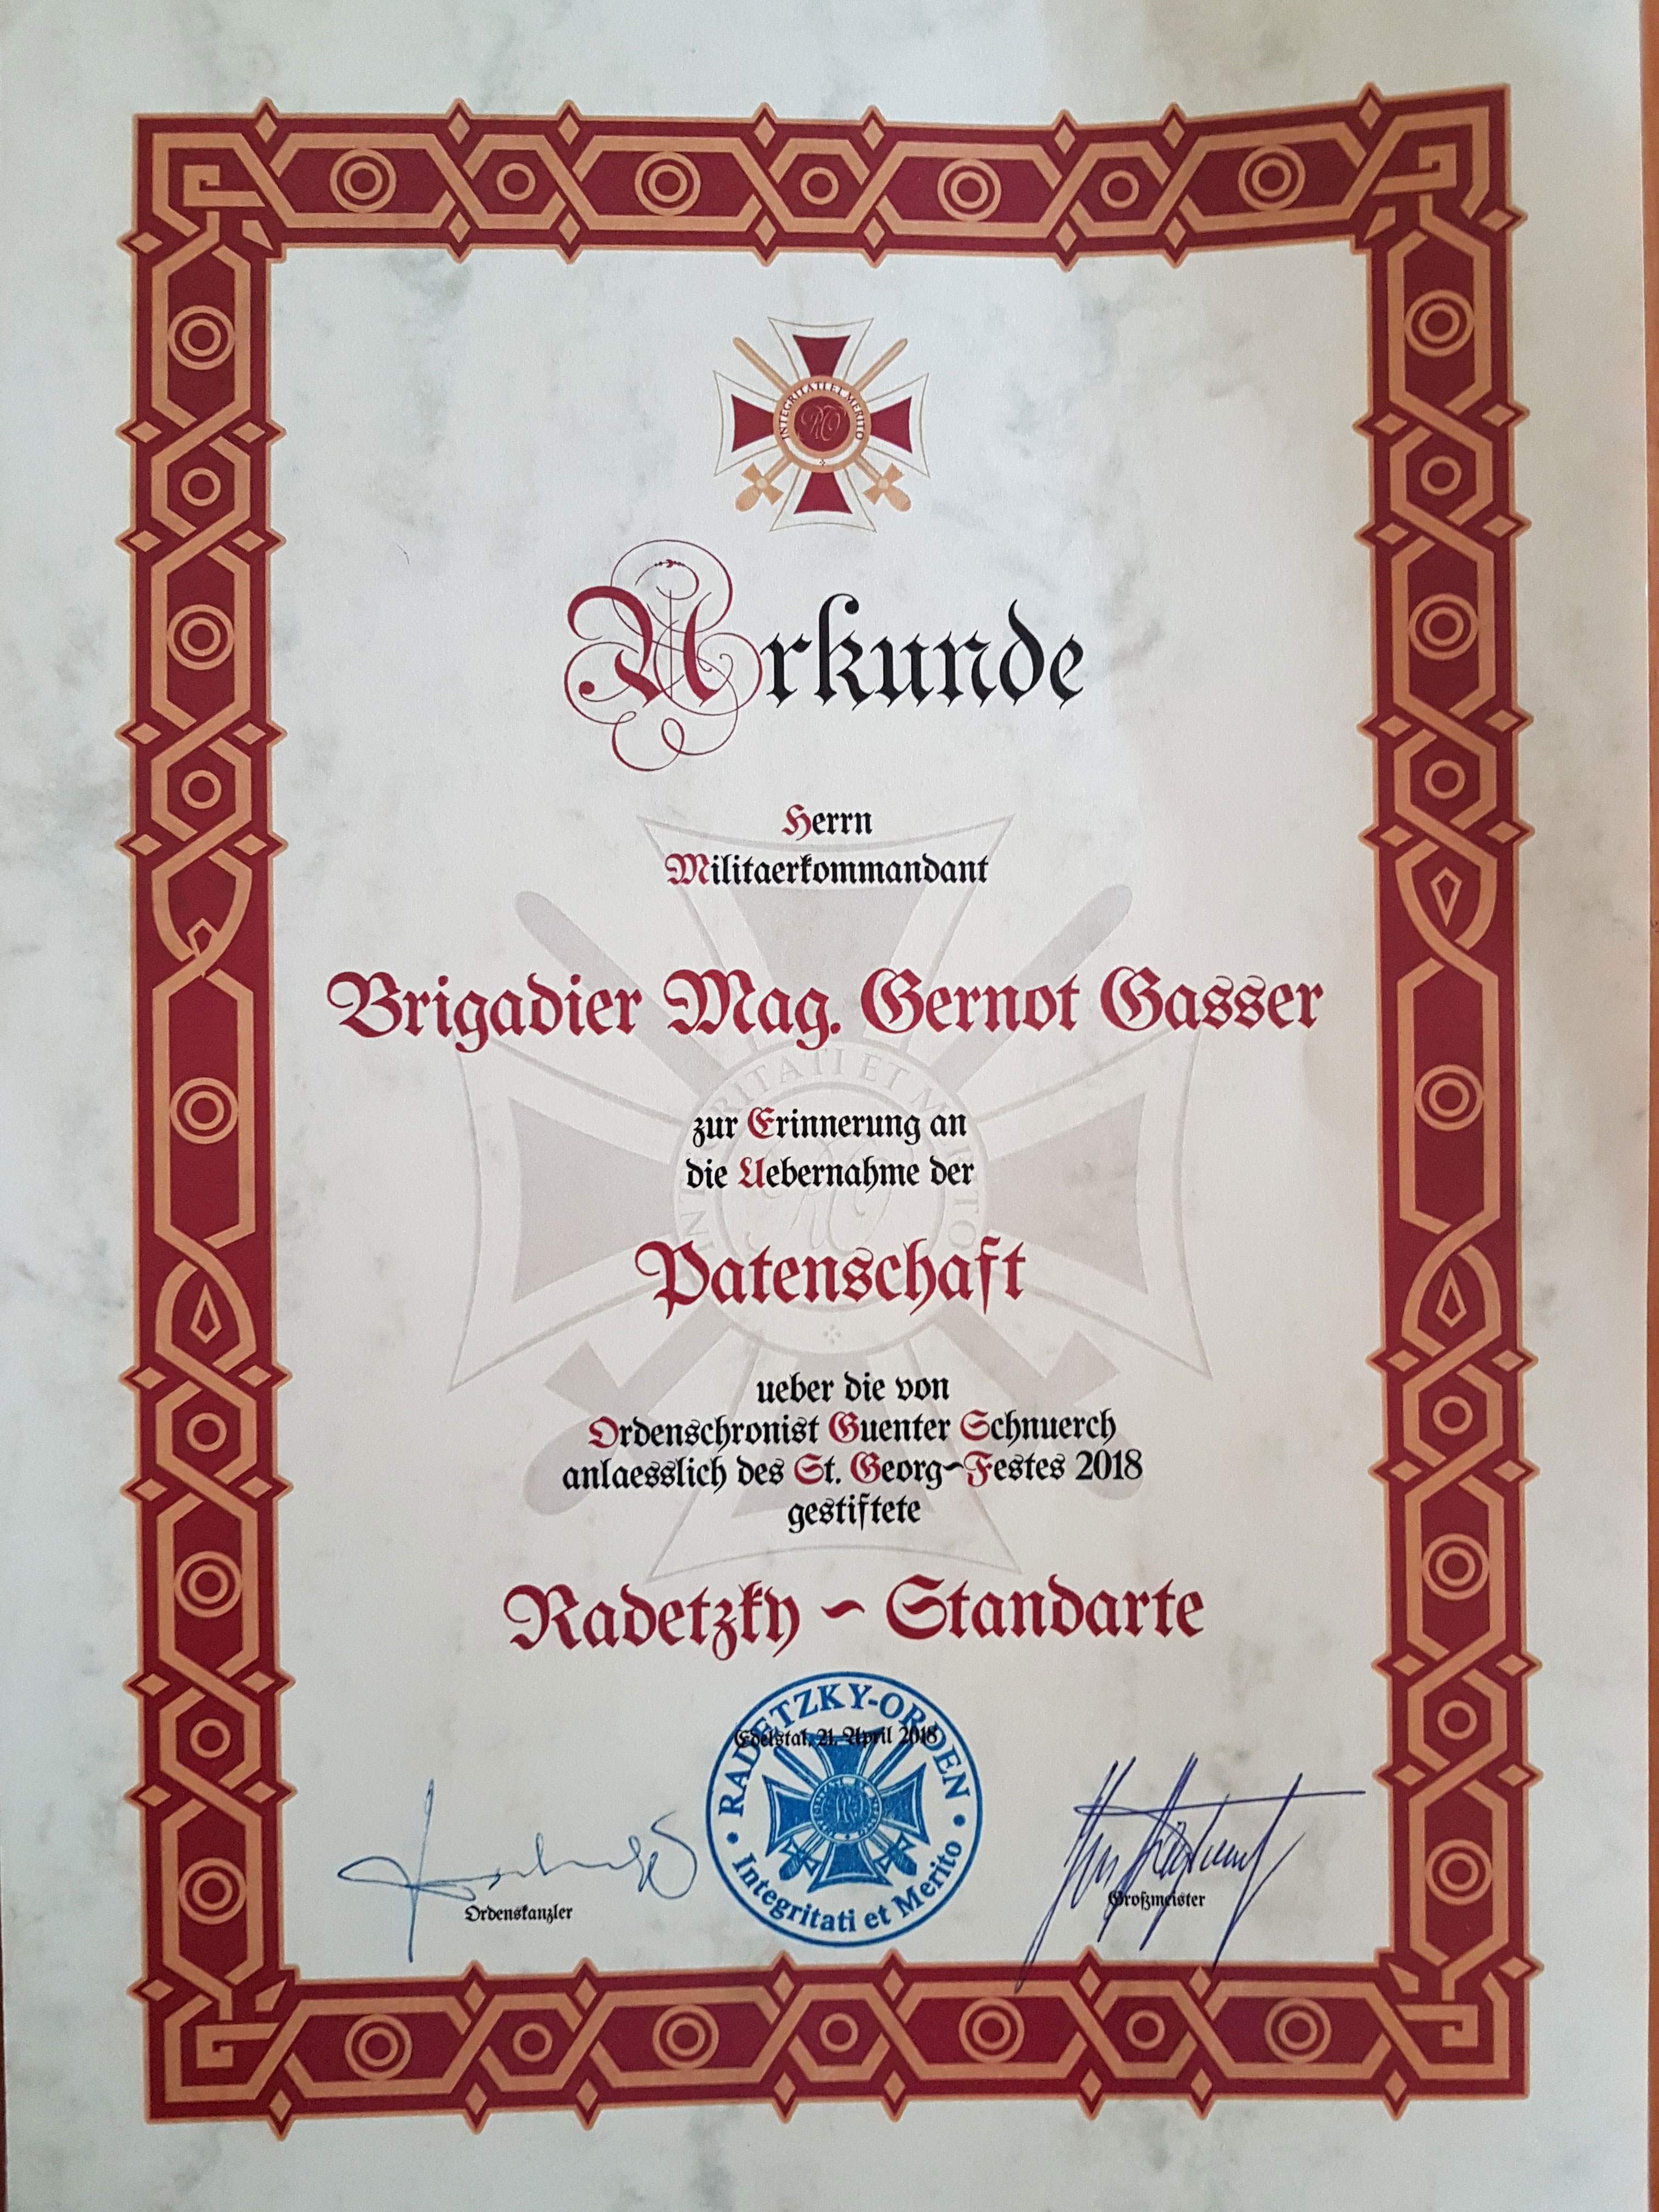 INTEGRITATI ET MERITO
Urkunde
Herrn
Militaerkommandant
Brigadier Mag. Gernot Gasser
zur Erinnerung an
die Uebernahme der
Patenschaft
ueber die von
Ordenschronist Guenter Schnuerch
anlaesslich des St. Georg-Festes 2018
gestiftete
Radetzky - Standarte
RADETZKY-ORDEN
Edelstal, 21. April 2018
Integritati et Merito
Ordenskanzler
Großmeister